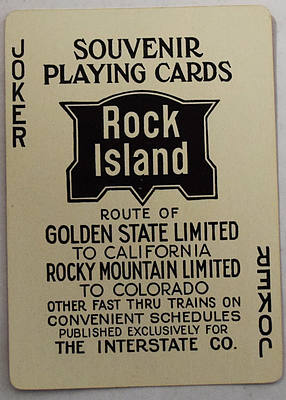 JOKER
SOUVENIR
PLAYING CARDS
Rock
Island
ROUTE OF
GOLDEN STATE LIMITED
TO CALIFORNIA
ROCKY MOUNTAIN LIMITED
TO COLORADO
OTHER FAST THRU TRAINS ON
CONVENIENT SCHEDULES
PUBLISHED EXCLUSIVELY FOR
THE INTERSTATE CO.
JOKER